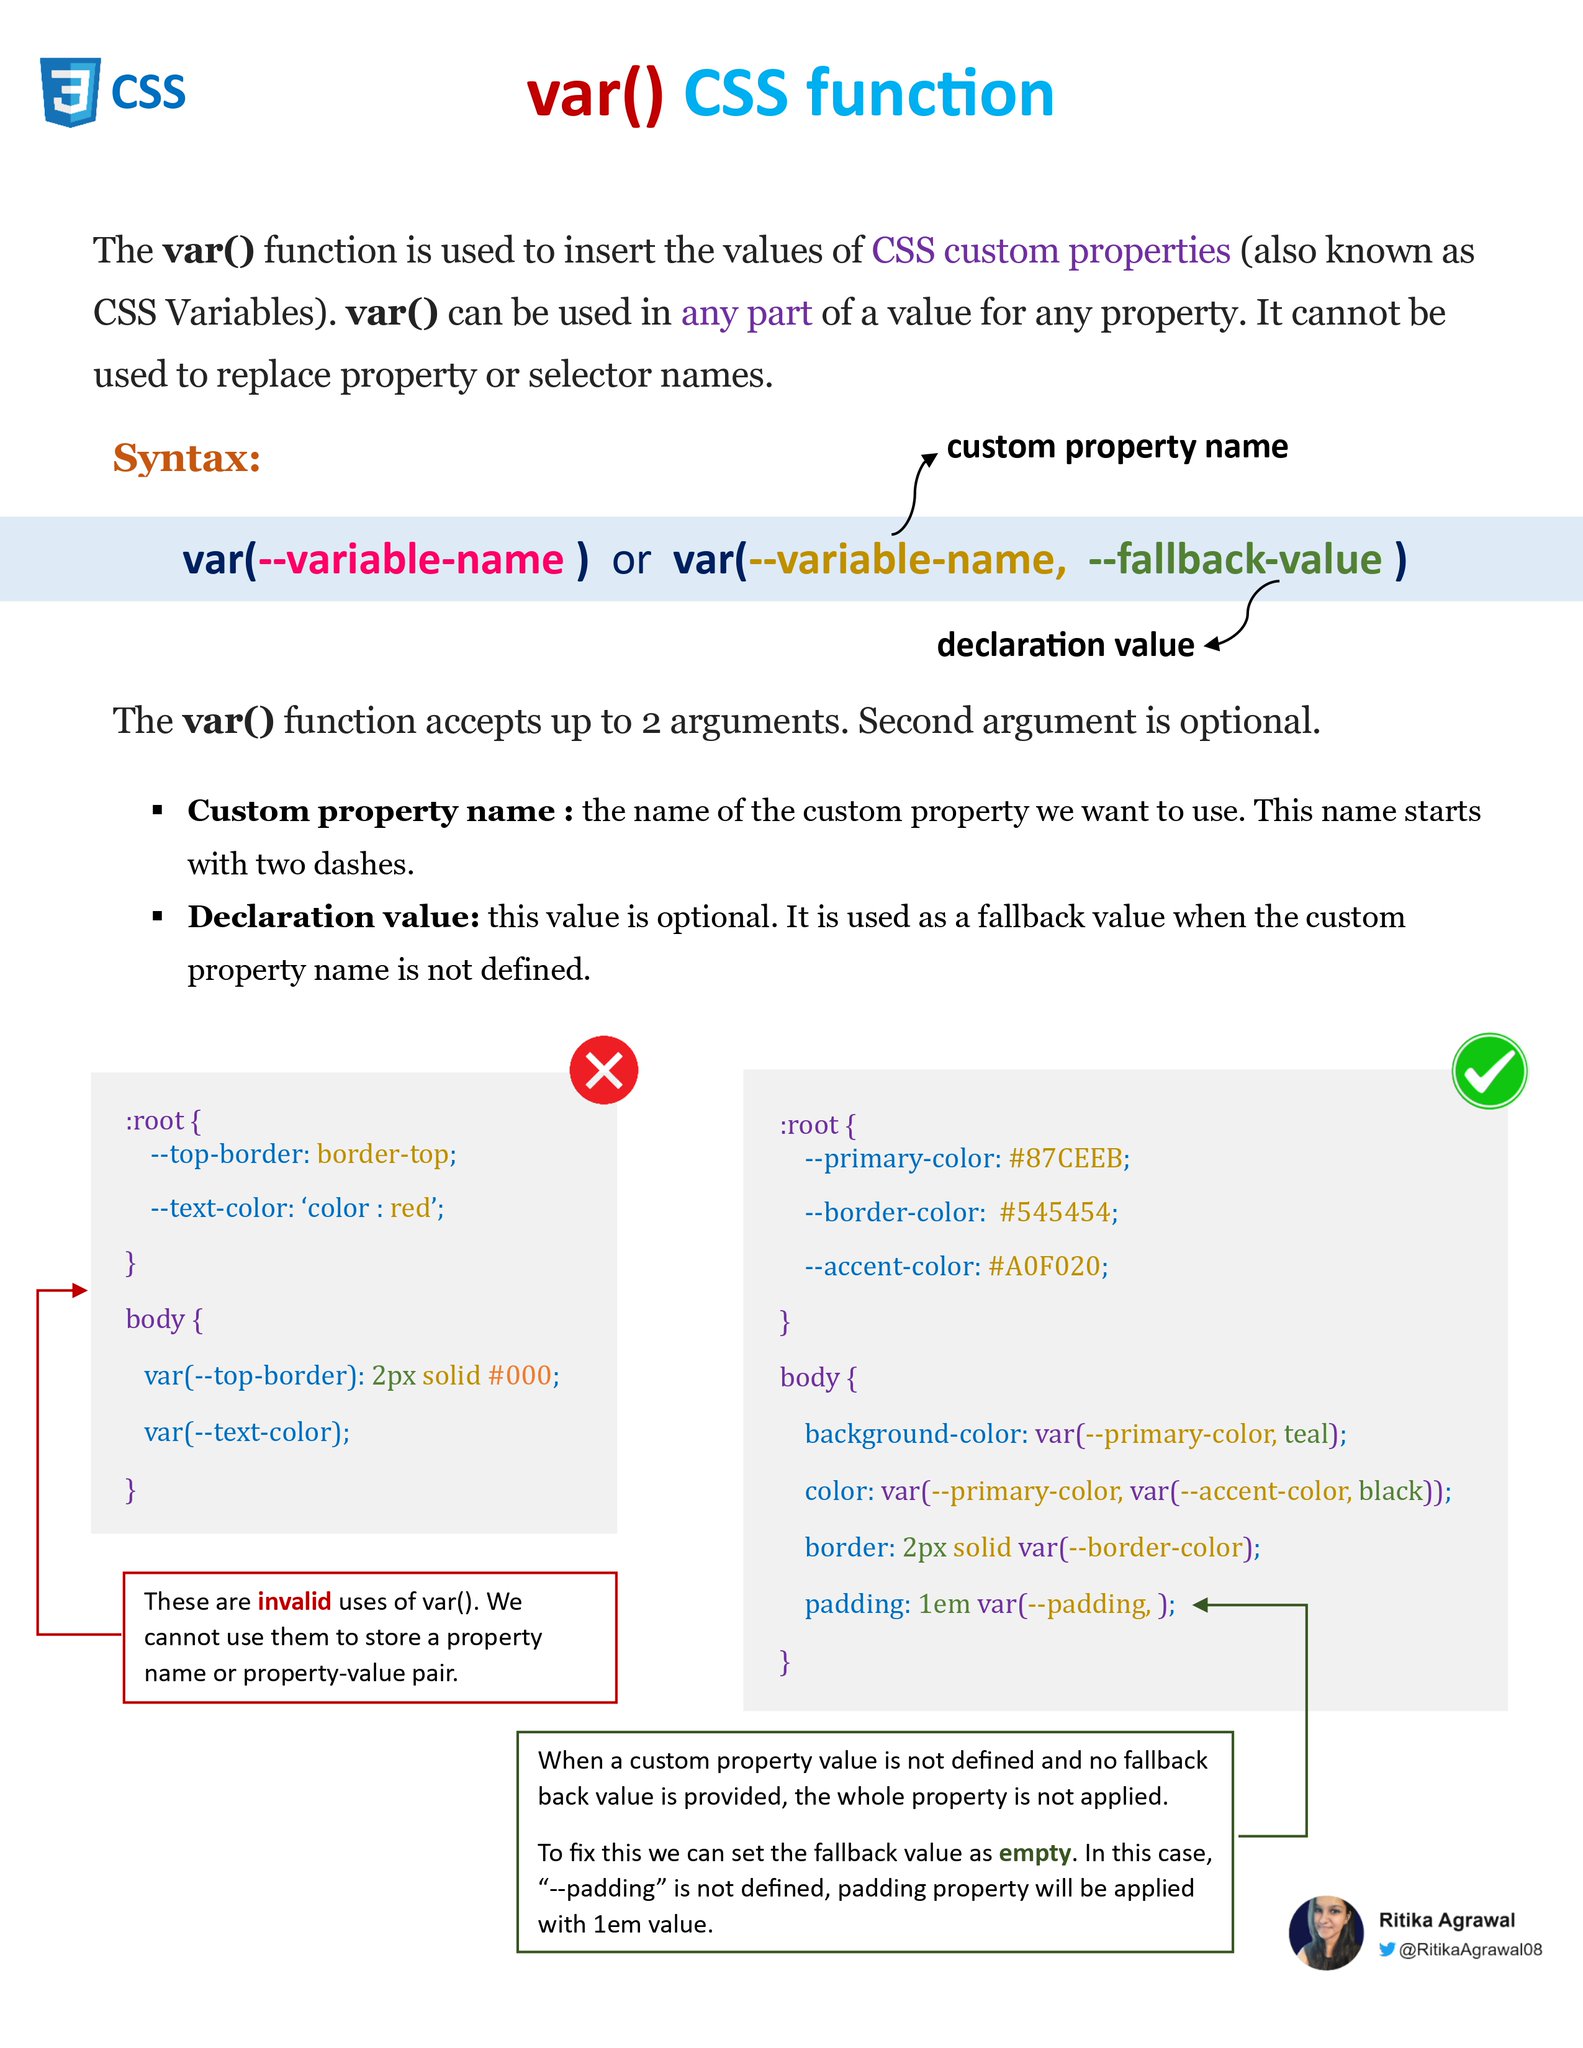 CSS
var() CSS function
The var() function is used to insert the values of CSS custom properties (also known as
CSS Variables). var() can be used in any part of a value for any property. It cannot be
used to replace property or selector names.
Syntax:
custom property name
var(--variable-name ) or var(--variable-name, --fallback-value )
declaration value
The var() function accepts up to 2 arguments. Second argument is optional.
▪ Custom property name : the name of the custom property we want to use. This name starts
with two dashes.
▪ Declaration value: this value is optional. It is used as a fallback value when the custom
property name is not defined.
:root {
--top-border: border-top;
--text-color: ‘color : red’;
}
body {
var(--top-border): 2px solid #000;
var(--text-color);
}
These are invalid uses of var(). We
cannot use them to store a property
name or property-value pair.
:root {
--primary-color: #87CEEB;
--border-color: #545454;
--accent-color: #A0F020;
}
body {
background-color: var(--primary-color, teal);
color: var(--primary-color, var(--accent-color, black));
border: 2px solid var(--border-color);
padding: 1em var(--padding, );
}
When a custom property value is not defined and no fallback
back value is provided, the whole property is not applied.
To fix this we can set the fallback value as empty. In this case,
“--padding” is not defined, padding property will be applied
with 1em value.
Ritika Agrawal
@RitikaAgrawal08